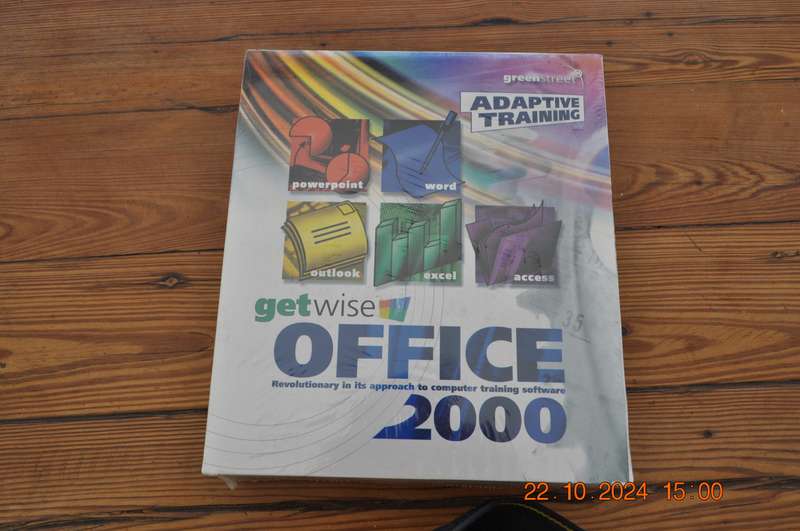 greenstreet
ADAPTIVE
TRAINING
powerpoint
word
outlook
excel
access
getwise
OFFICE
Revolutionary in its approach to computer training software
2000
35
22.10.2024 15:00